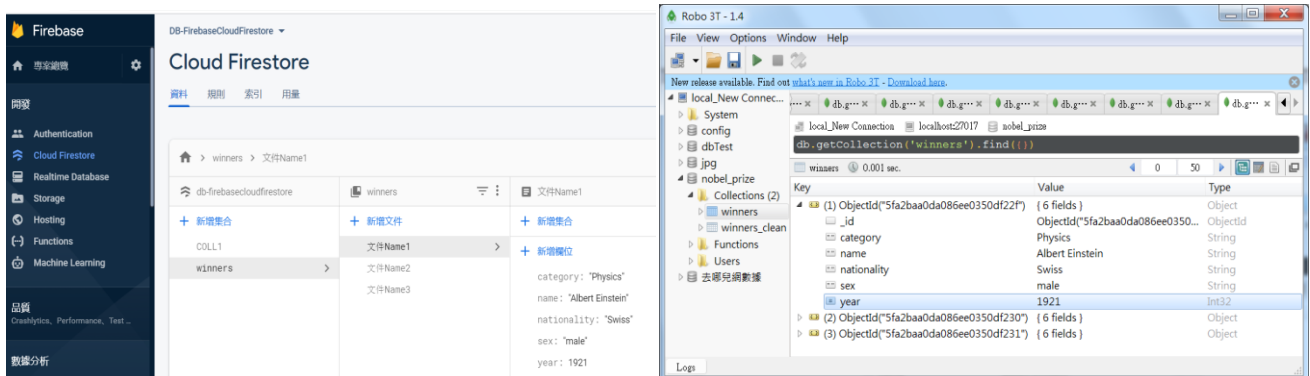 Firebase
專案總覽
開發
Authentication
Cloud Firestore
Realtime Database
Storage
Hosting
Functions
Machine Learning
品質
Crashlytics、Performance、Test ...
數據分析
DB-FirebaseCloudFirestore
Cloud Firestore
資料 規則 索引 用量
winners > 文件Name1
db-firebasecloudfirestore
+ 新增集合
COLL1
winners
winners
+ 新增文件
文件Name1
文件Name2
文件Name3
文件Name1
+ 新增集合
+ 新增欄位
category: "Physics"
name: "Albert Einstein"
nationality: "Swiss"
sex: "male"
year: 1921
Robo 3T - 1.4
File View Options Window Help
New release available. Find out what's new in Robo 3T - Download here.
local_New Connec...
System
config
dbTest
jpg
nobel_prize
Collections (2)
winners
winners_clean
Functions
Users
去哪兒網數據
db.g··· × db.g··· × db.g··· × db.g··· × db.g··· × db.g··· × db.g··· × db.g··· ×
local_New Connection localhost:27017 nobel_prize
db.getCollection('winners').find({})
winners 0.001 sec. 0 50
Key Value Type
(1) ObjectId("5fa2baa0da086ee0350df22f") { 6 fields } Object
_id ObjectId("5fa2baa0da086ee0350... ObjectId
category Physics String
name Albert Einstein String
nationality Swiss String
sex male String
year 1921 Int32
(2) ObjectId("5fa2baa0da086ee0350df230") { 6 fields } Object
(3) ObjectId("5fa2baa0da086ee0350df231") { 6 fields } Object
Logs